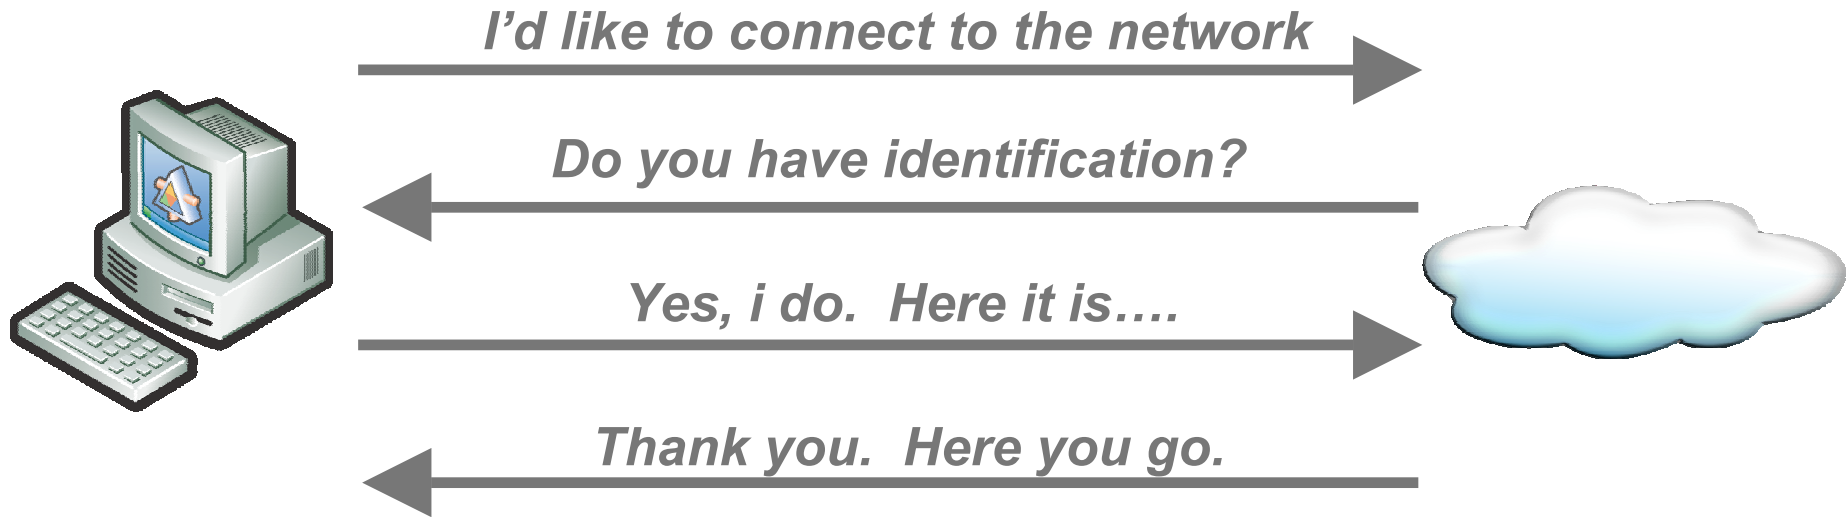 I’d like to connect to the network
Do you have identification?
Yes, i do.  Here it is….
Thank you.  Here you go.